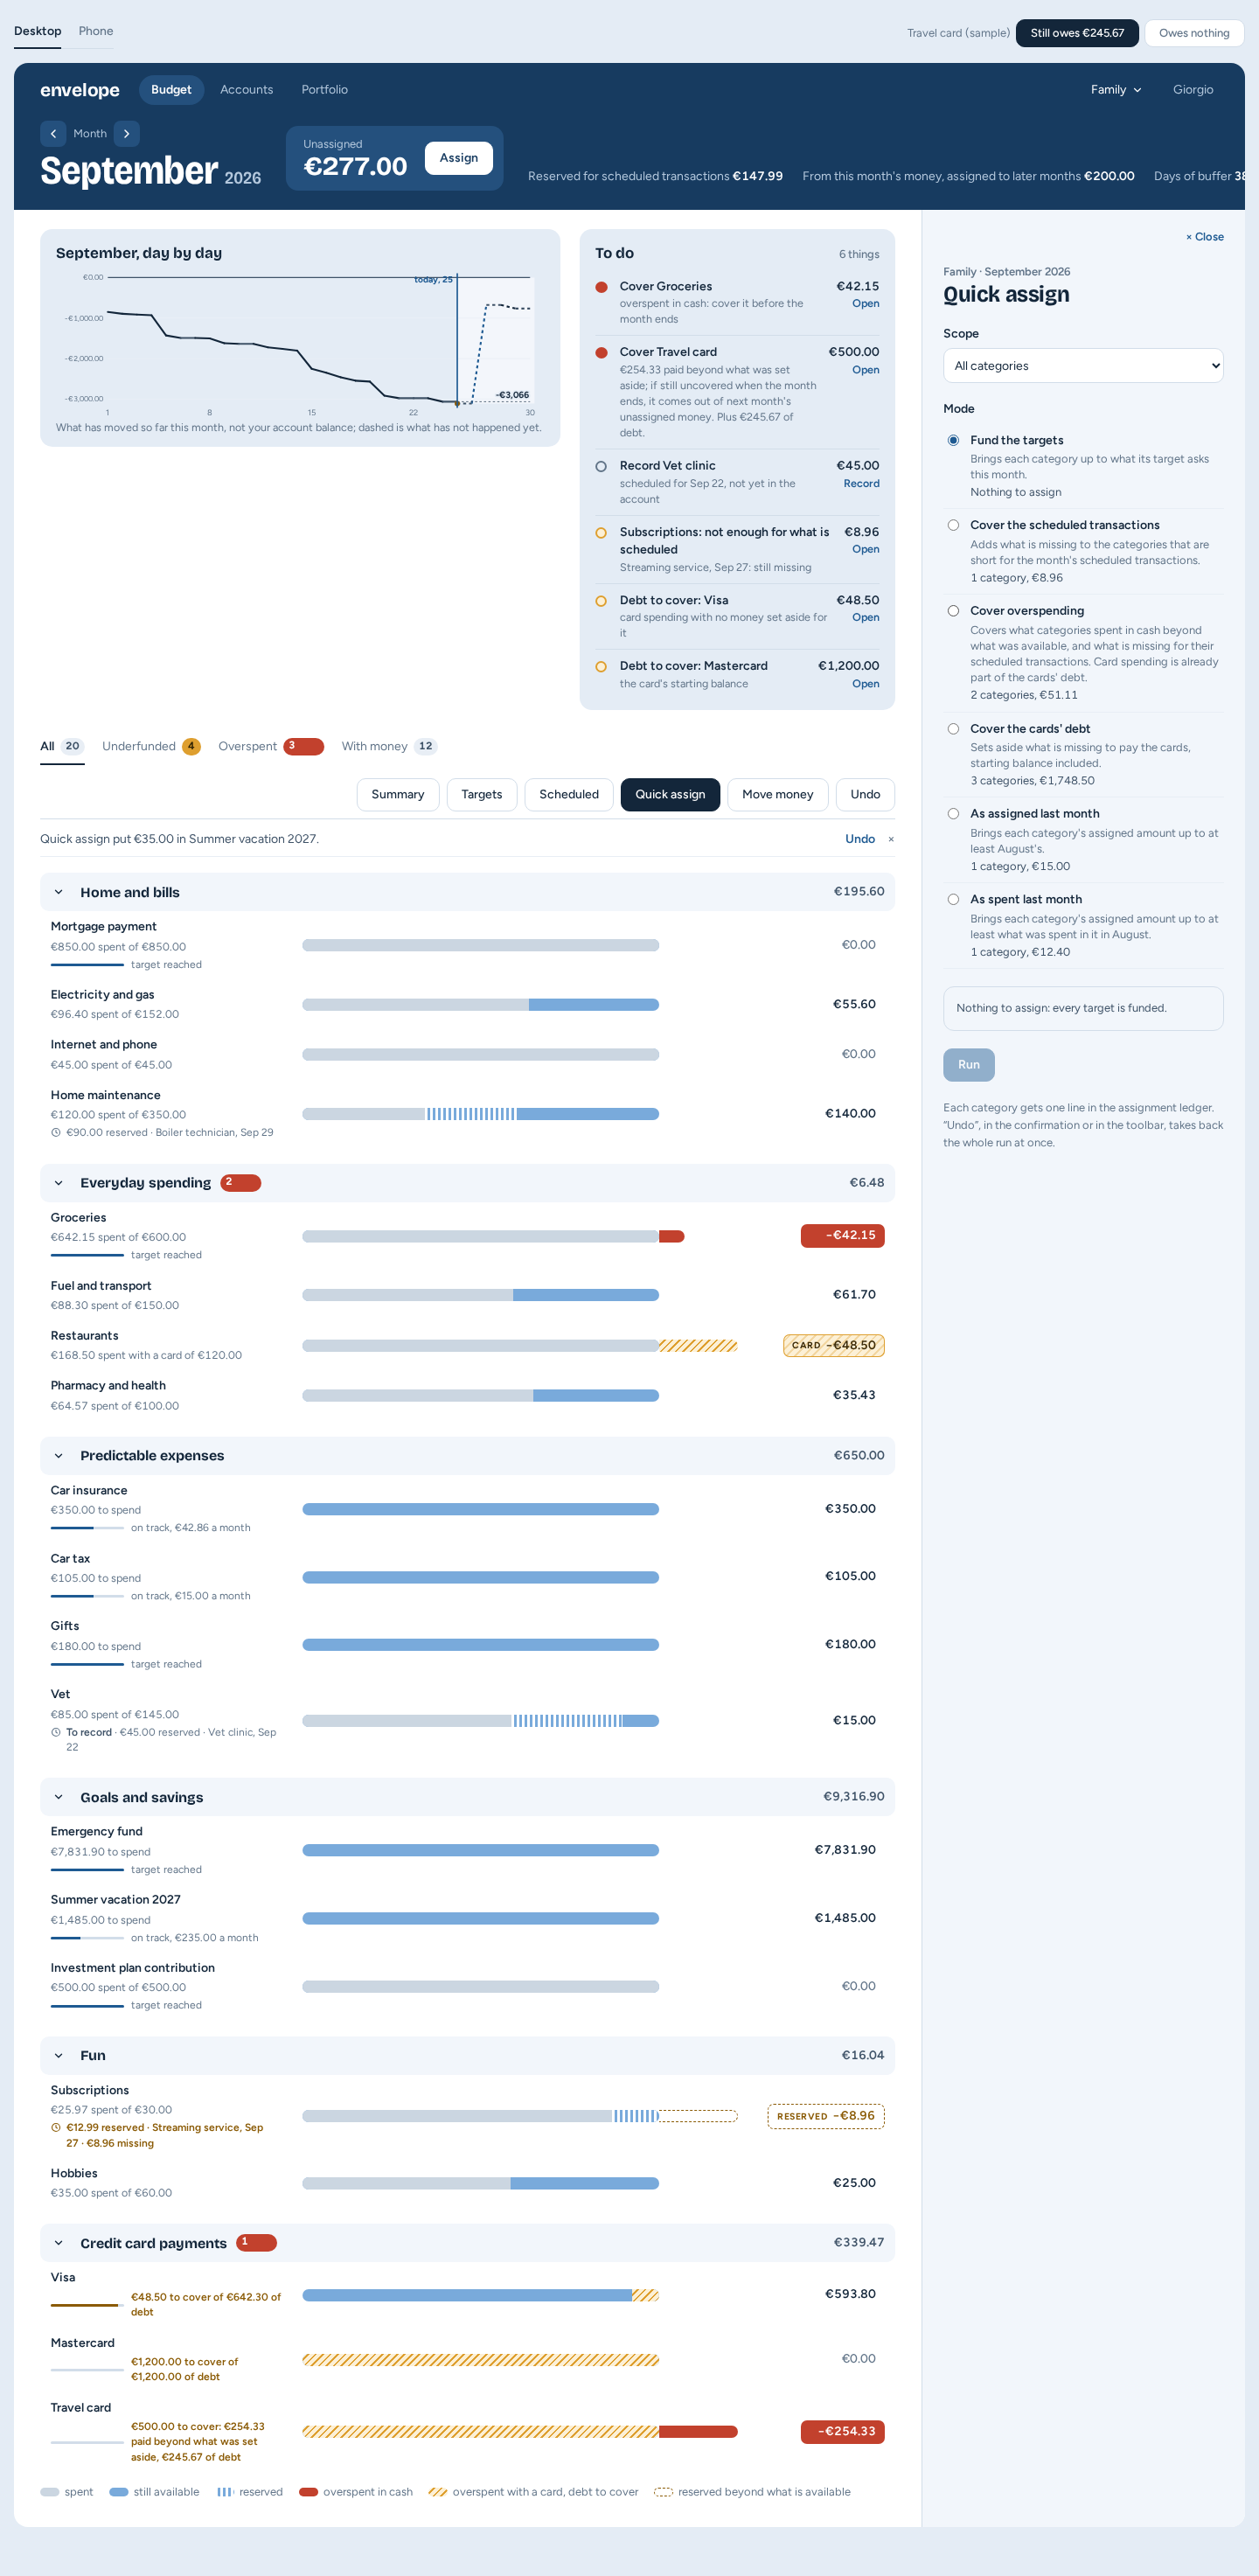 Desktop Phone Travel card (sample) Still owes €245.67 Owes nothing
envelope Budget Accounts Portfolio Family Giorgio
Month
September 2026
Unassigned
€277.00 Assign
Reserved for scheduled transactions €147.99 From this month's money, assigned to later months €200.00 Days of buffer 38
September, day by day
€0.00
-€1,000.00
-€2,000.00
-€3,000.00
today, 25
-€3,066
1 8 15 22 30
What has moved so far this month, not your account balance; dashed is what has not happened yet.
To do 6 things
Cover Groceries €42.15
overspent in cash: cover it before the Open
month ends
Cover Travel card €500.00
€254.33 paid beyond what was set Open
aside; if still uncovered when the month
ends, it comes out of next month's
unassigned money. Plus €245.67 of
debt.
Record Vet clinic €45.00
scheduled for Sep 22, not yet in the Record
account
Subscriptions: not enough for what is €8.96
scheduled Open
Streaming service, Sep 27: still missing
Debt to cover: Visa €48.50
card spending with no money set aside for Open
it
Debt to cover: Mastercard €1,200.00
the card's starting balance Open
All 20 Underfunded 4 Overspent 3 With money 12
Summary Targets Scheduled Quick assign Move money Undo
Quick assign put €35.00 in Summer vacation 2027. Undo ×
Home and bills €195.60
Mortgage payment
€850.00 spent of €850.00 €0.00
target reached
Electricity and gas
€96.40 spent of €152.00 €55.60
Internet and phone
€45.00 spent of €45.00 €0.00
Home maintenance
€120.00 spent of €350.00 €140.00
€90.00 reserved · Boiler technician, Sep 29
Everyday spending 2 €6.48
Groceries
€642.15 spent of €600.00 -€42.15
target reached
Fuel and transport
€88.30 spent of €150.00 €61.70
Restaurants
€168.50 spent with a card of €120.00 CARD -€48.50
Pharmacy and health
€64.57 spent of €100.00 €35.43
Predictable expenses €650.00
Car insurance
€350.00 to spend €350.00
on track, €42.86 a month
Car tax
€105.00 to spend €105.00
on track, €15.00 a month
Gifts
€180.00 to spend €180.00
target reached
Vet
€85.00 spent of €145.00 €15.00
To record · €45.00 reserved · Vet clinic, Sep
22
Goals and savings €9,316.90
Emergency fund
€7,831.90 to spend €7,831.90
target reached
Summer vacation 2027
€1,485.00 to spend €1,485.00
on track, €235.00 a month
Investment plan contribution
€500.00 spent of €500.00 €0.00
target reached
Fun €16.04
Subscriptions
€25.97 spent of €30.00 RESERVED -€8.96
€12.99 reserved · Streaming service, Sep
27 · €8.96 missing
Hobbies
€35.00 spent of €60.00 €25.00
Credit card payments 1 €339.47
Visa
€48.50 to cover of €642.30 of €593.80
debt
Mastercard
€1,200.00 to cover of €0.00
€1,200.00 of debt
Travel card
€500.00 to cover: €254.33
paid beyond what was set -€254.33
aside, €245.67 of debt
spent still available reserved overspent in cash overspent with a card, debt to cover reserved beyond what is available
× Close
Family · September 2026
Quick assign
Scope
All categories
Mode
Fund the targets
Brings each category up to what its target asks
this month.
Nothing to assign
Cover the scheduled transactions
Adds what is missing to the categories that are
short for the month's scheduled transactions.
1 category, €8.96
Cover overspending
Covers what categories spent in cash beyond
what was available, and what is missing for their
scheduled transactions. Card spending is already
part of the cards' debt.
2 categories, €51.11
Cover the cards' debt
Sets aside what is missing to pay the cards,
starting balance included.
3 categories, €1,748.50
As assigned last month
Brings each category's assigned amount up to at
least August's.
1 category, €15.00
As spent last month
Brings each category's assigned amount up to at
least what was spent in it in August.
1 category, €12.40
Nothing to assign: every target is funded.
Run
Each category gets one line in the assignment ledger.
“Undo”, in the confirmation or in the toolbar, takes back
the whole run at once.